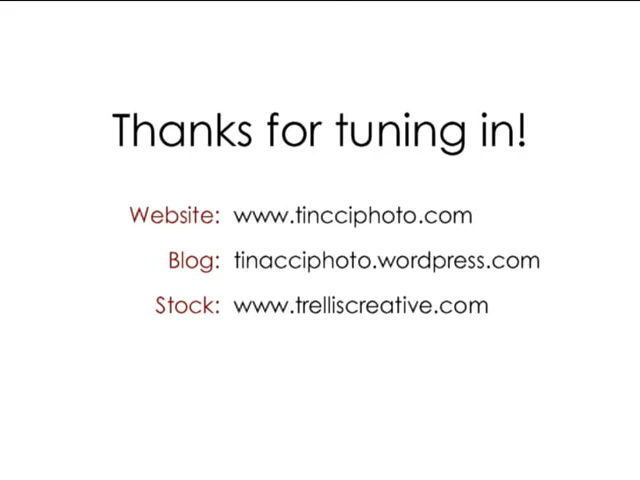 Thanks for tuning in!
Website: www.tincciphoto.com
Blog: tinacciphoto.wordpress.com
Stock: www.trelliscreative.com